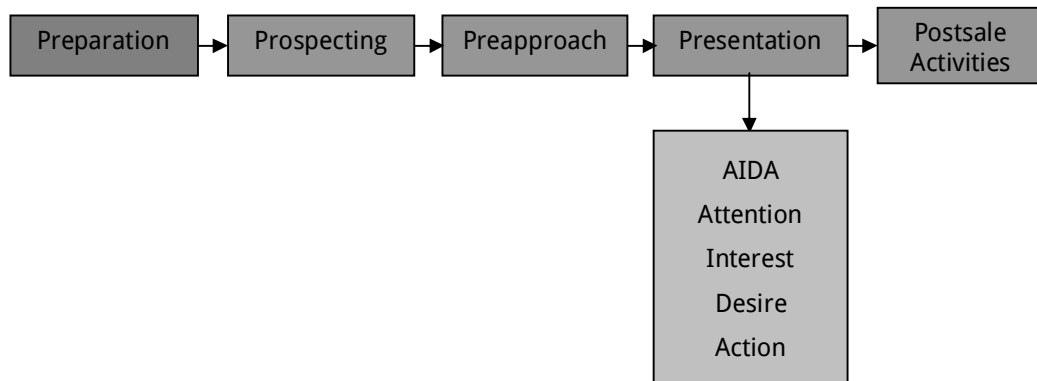 Preparation
Prospecting
Preapproach
Presentation
Postsale
Activities
AIDA
Attention
Interest
Desire
Action